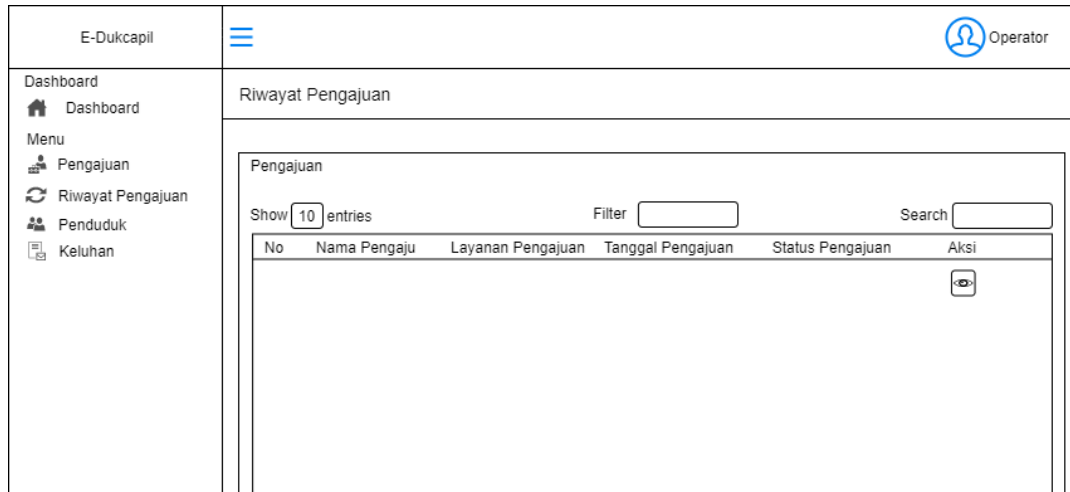 E-Dukcapil
Operator
Dashboard
Dashboard
Menu
Pengajuan
Riwayat Pengajuan
Penduduk
Keluhan
Riwayat Pengajuan
Pengajuan
Show 10 entries Filter Search
No Nama Pengaju Layanan Pengajuan Tanggal Pengajuan Status Pengajuan Aksi